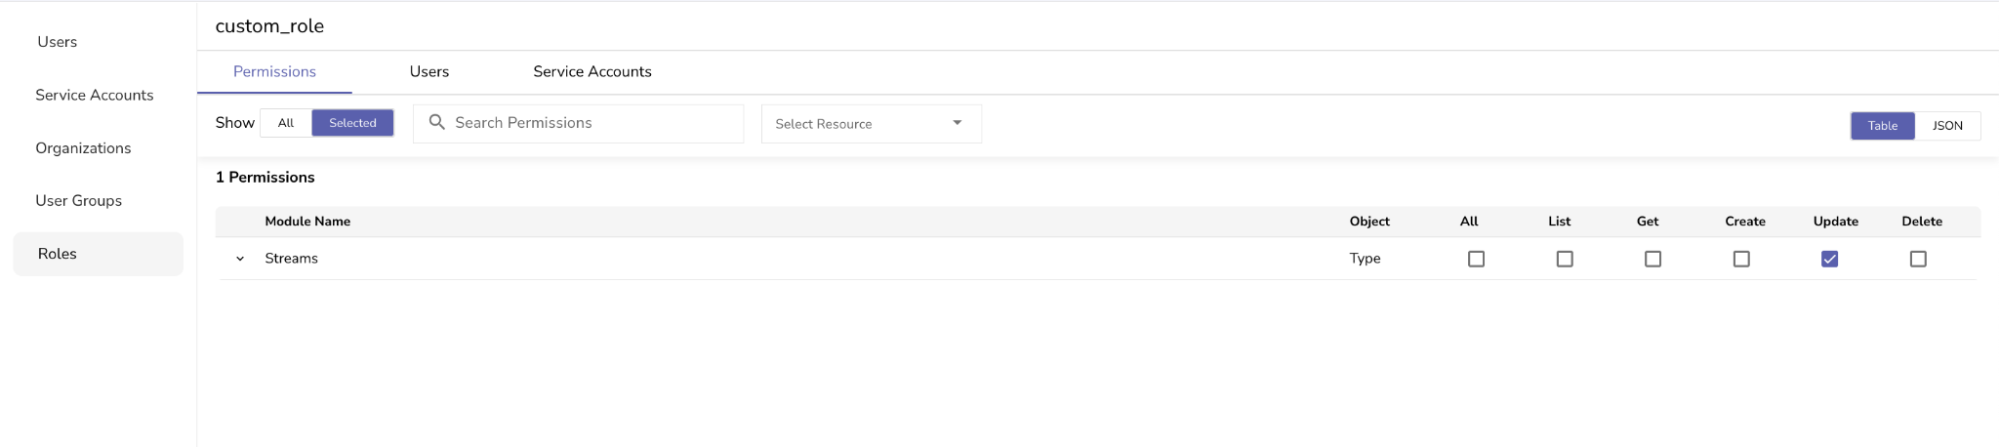 Users
Service Accounts
Organizations
User Groups
Roles
custom_role
Permissions Users Service Accounts
Show All Selected Search Permissions Select Resource Table JSON
1 Permissions
Module Name Object All List Get Create Update Delete
Streams Type